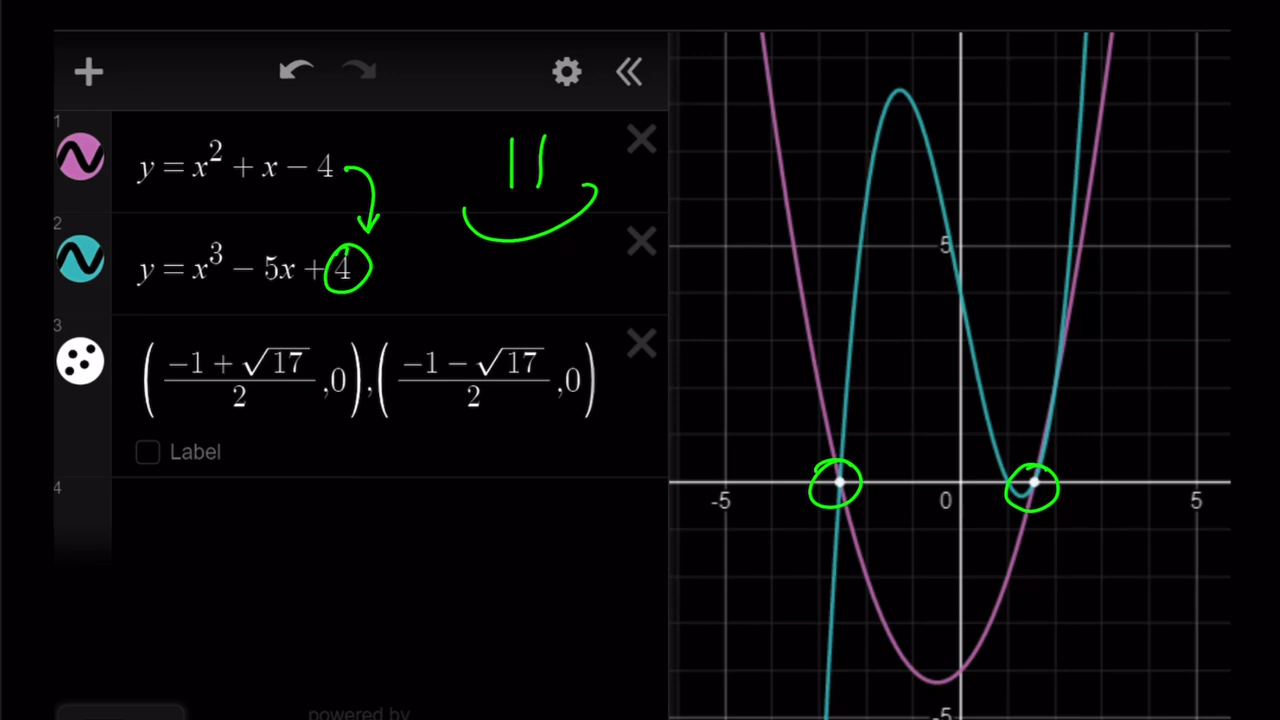 1
y = x² + x − 4
2
y = x³ − 5x + 4
3
(−1 + √17 / 2 ,0),(−1 − √17 / 2 ,0)
Label
4
powered by
5
-5 0 5
-5